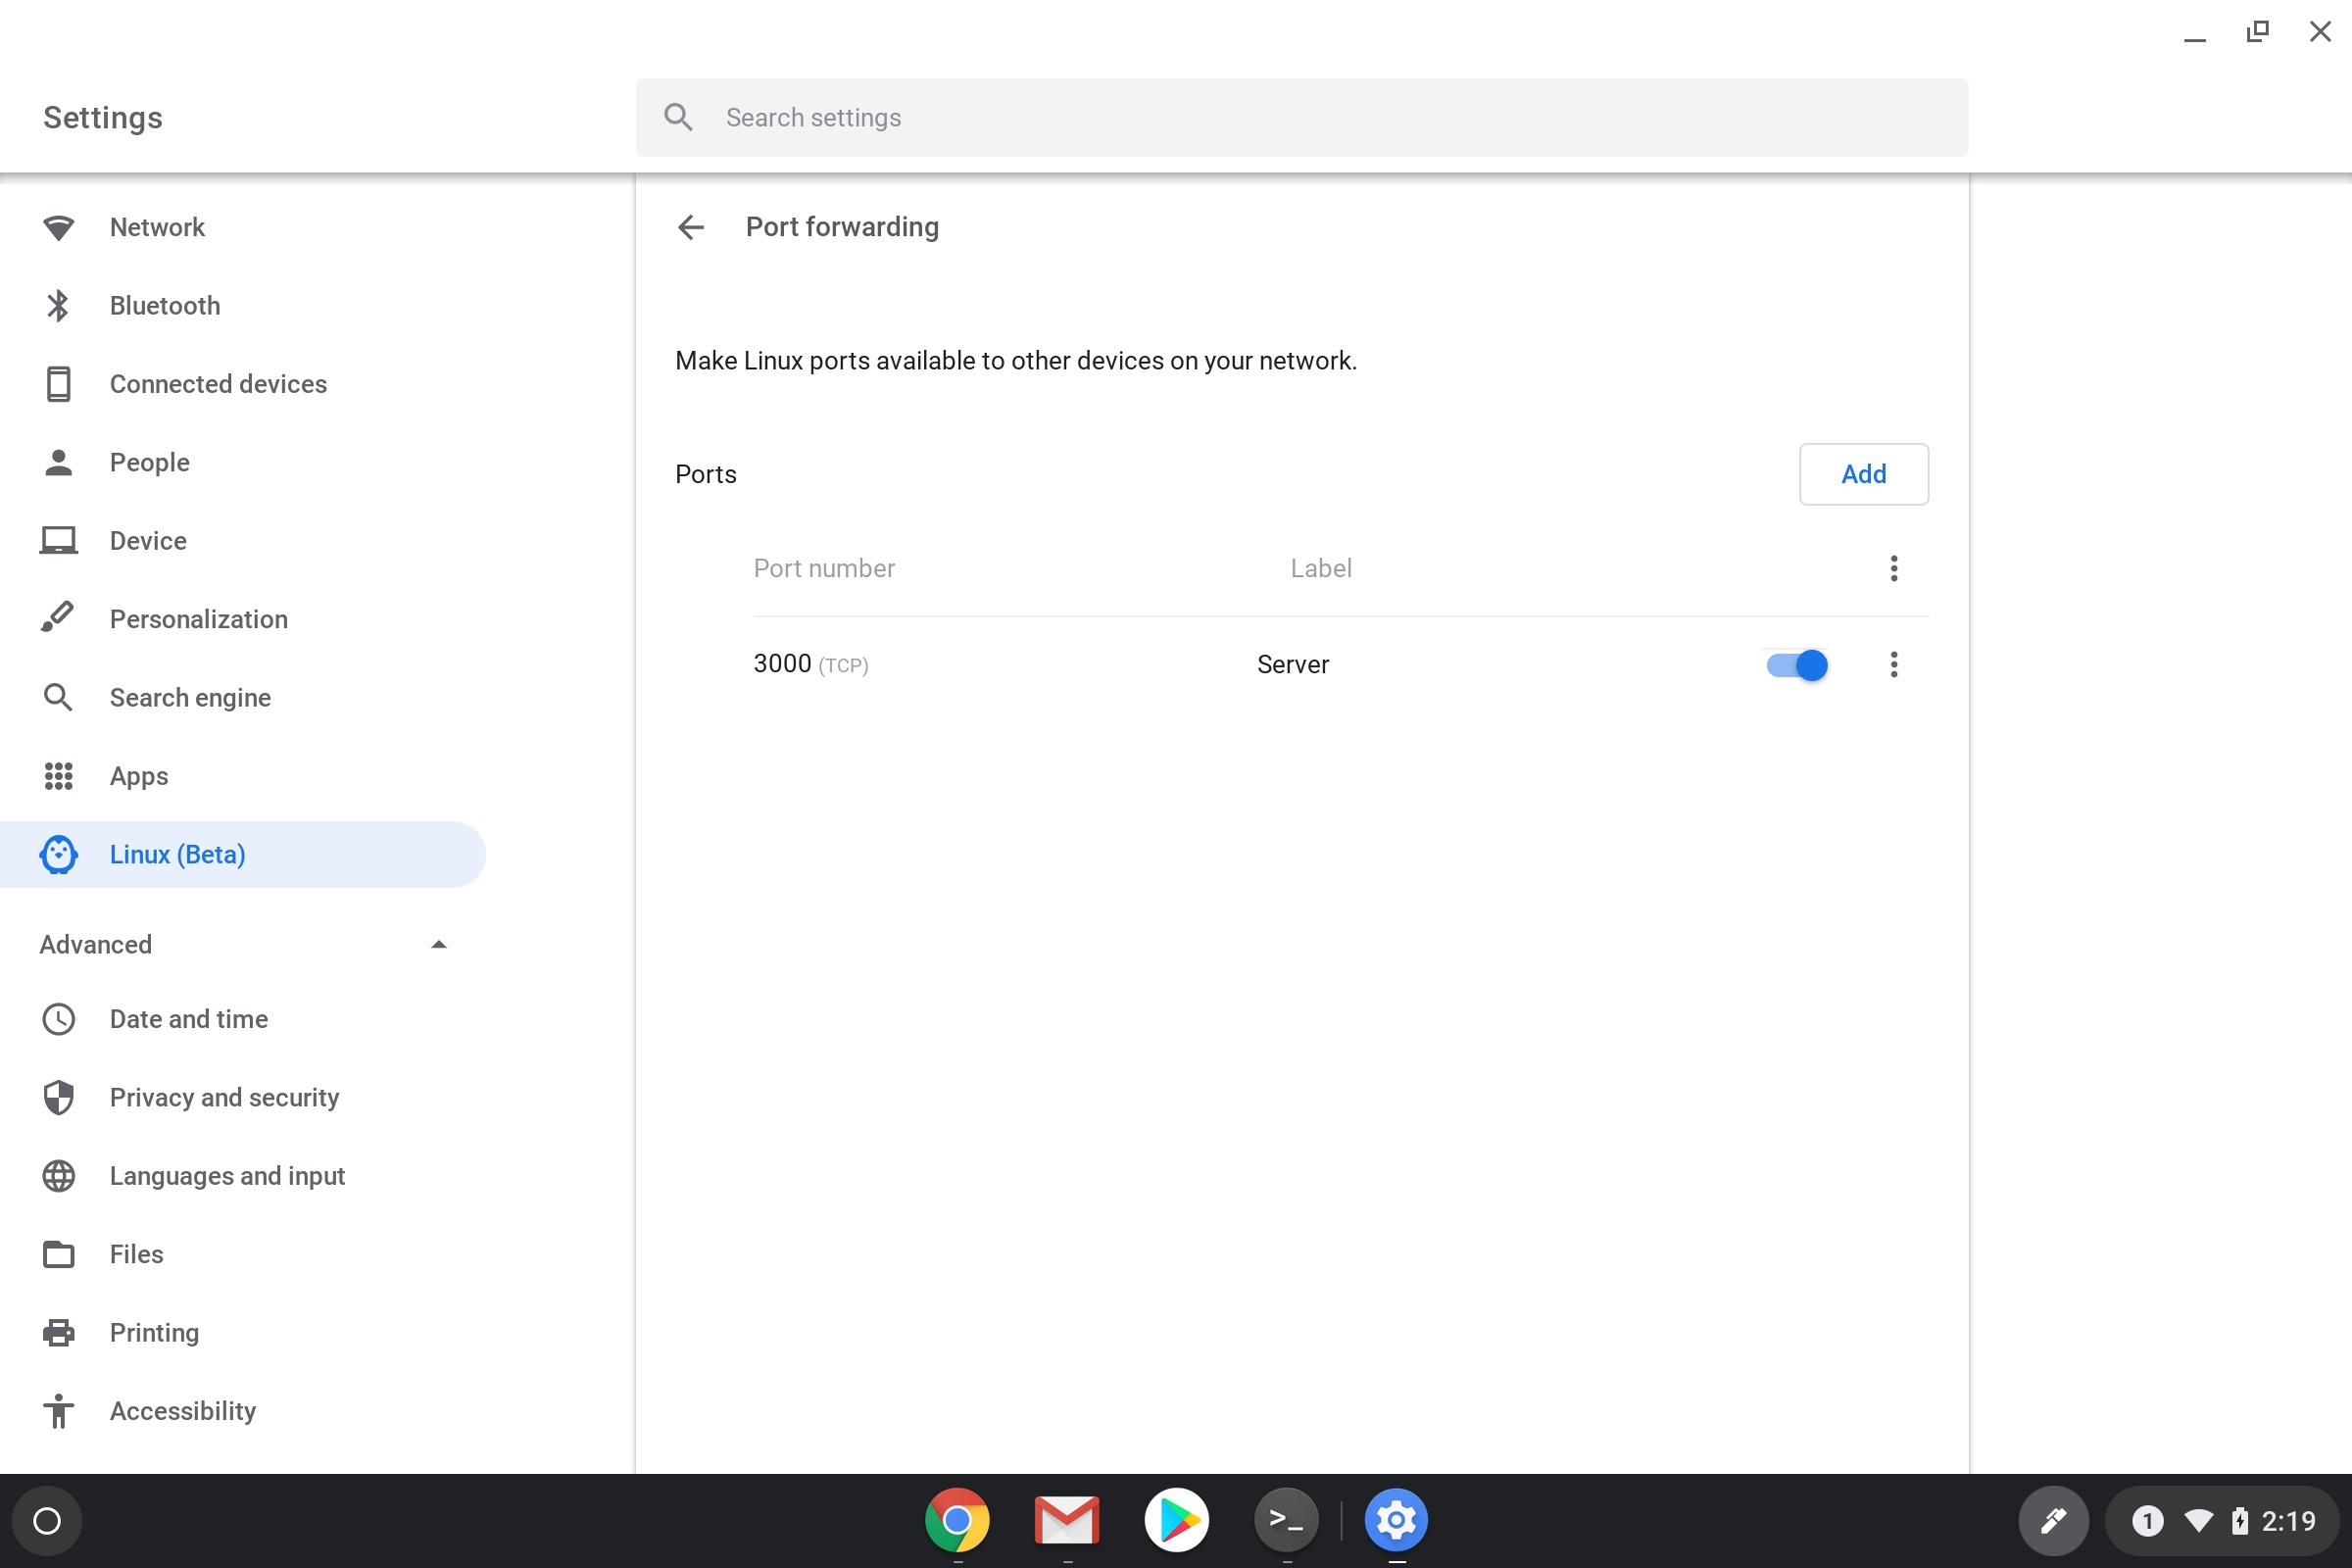 Settings
Search settings
Network
Bluetooth
Connected devices
People
Device
Personalization
Search engine
Apps
Linux (Beta)
Advanced
Date and time
Privacy and security
Languages and input
Files
Printing
Accessibility
Port forwarding
Make Linux ports available to other devices on your network.
Ports
Add
Port number Label
3000 (TCP) Server
>_
1 2:19